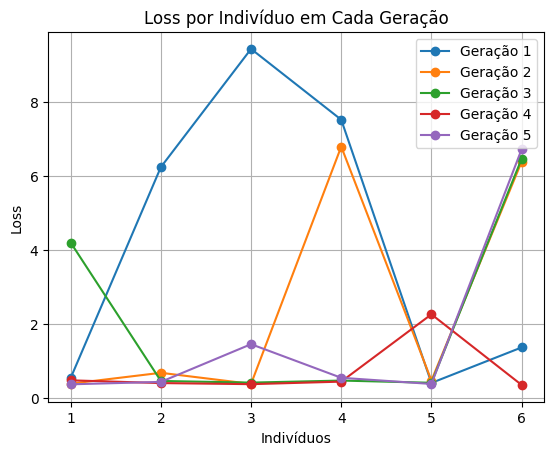 Loss por Indivíduo em Cada Geração
Geração 1
Geração 2
Geração 3
Geração 4
Geração 5
Loss
8
6
4
2
0
1 2 3 4 5 6
Indivíduos